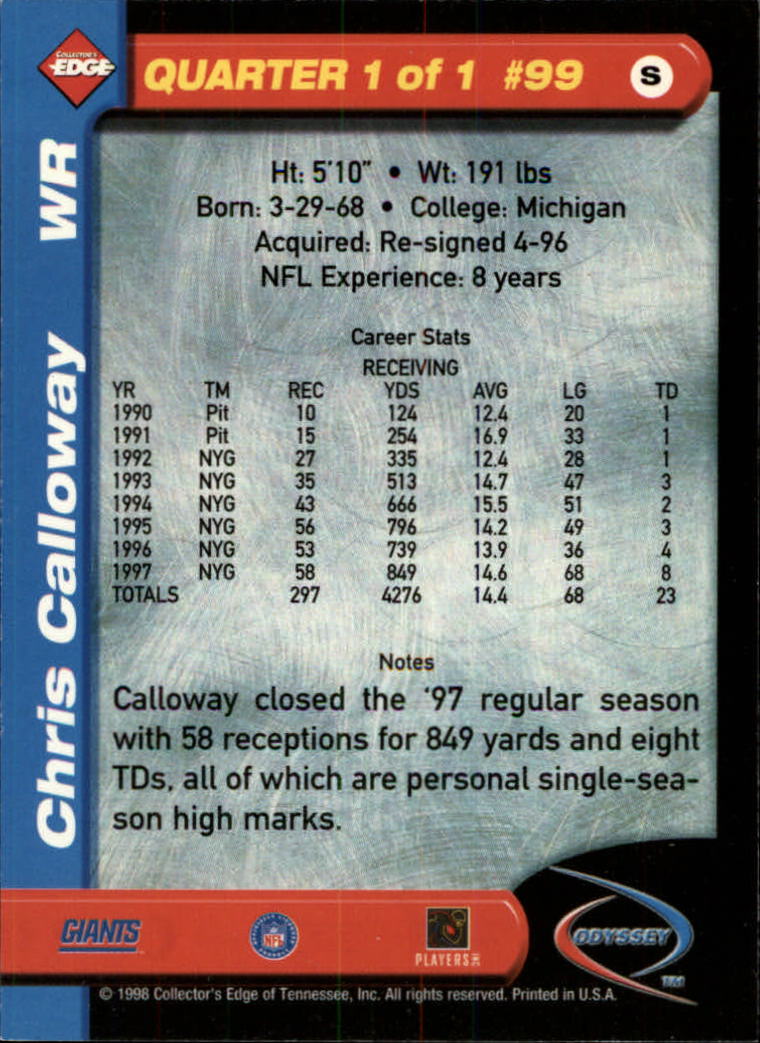 COLLECTOR'S
EDGE
QUARTER 1 of 1 #99 S
Chris Calloway WR
Ht: 5'10" • Wt: 191 lbs
Born: 3-29-68 • College: Michigan
Acquired: Re-signed 4-96
NFL Experience: 8 years
Career Stats
RECEIVING
YR TM REC YDS AVG LG TD
1990 Pit 10 124 12.4 20 1
1991 Pit 15 254 16.9 33 1
1992 NYG 27 335 12.4 28 1
1993 NYG 35 513 14.7 47 3
1994 NYG 43 666 15.5 51 2
1995 NYG 56 796 14.2 49 3
1996 NYG 53 739 13.9 36 4
1997 NYG 58 849 14.6 68 8
TOTALS 297 4276 14.4 68 23
Notes
Calloway closed the '97 regular season
with 58 receptions for 849 yards and eight
TDs, all of which are personal single-sea-
son high marks.
GIANTS
NFL
PLAYERS
ODYSSEY
TM
© 1998 Collector's Edge of Tennessee, Inc. All rights reserved. Printed in U.S.A.